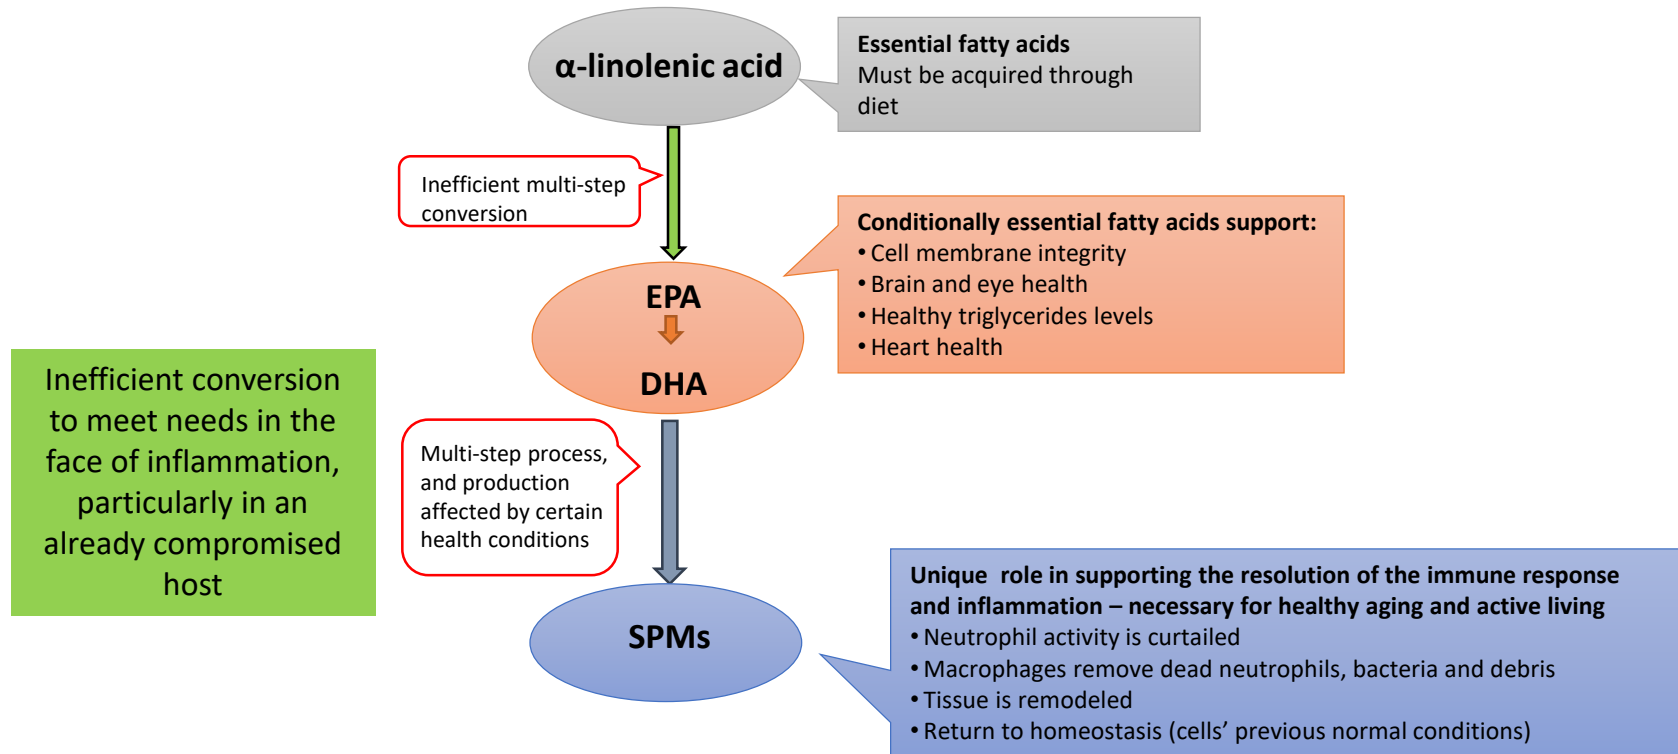 α-linolenic acid
Essential fatty acids
Must be acquired through
diet
Inefficient multi-step
conversion
Conditionally essential fatty acids support:
• Cell membrane integrity
• Brain and eye health
• Healthy triglycerides levels
• Heart health
EPA
DHA
Inefficient conversion
to meet needs in the
face of inflammation,
particularly in an
already compromised
host
Multi-step process,
and production
affected by certain
health conditions
SPMs
Unique role in supporting the resolution of the immune response
and inflammation – necessary for healthy aging and active living
• Neutrophil activity is curtailed
• Macrophages remove dead neutrophils, bacteria and debris
• Tissue is remodeled
• Return to homeostasis (cells' previous normal conditions)